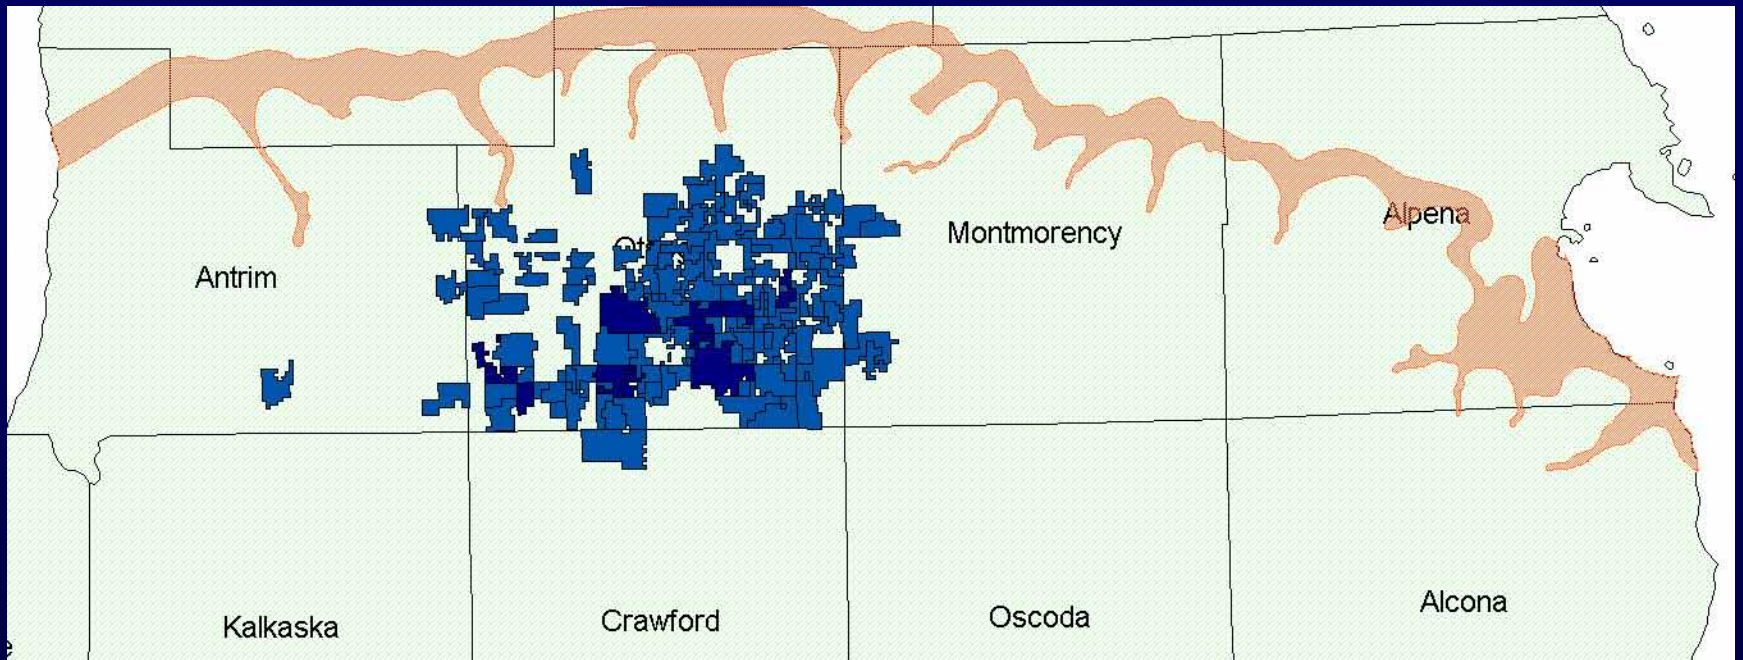 Alpena
Montmorency
Antrim
Alcona
Oscoda
Crawford
Kalkaska